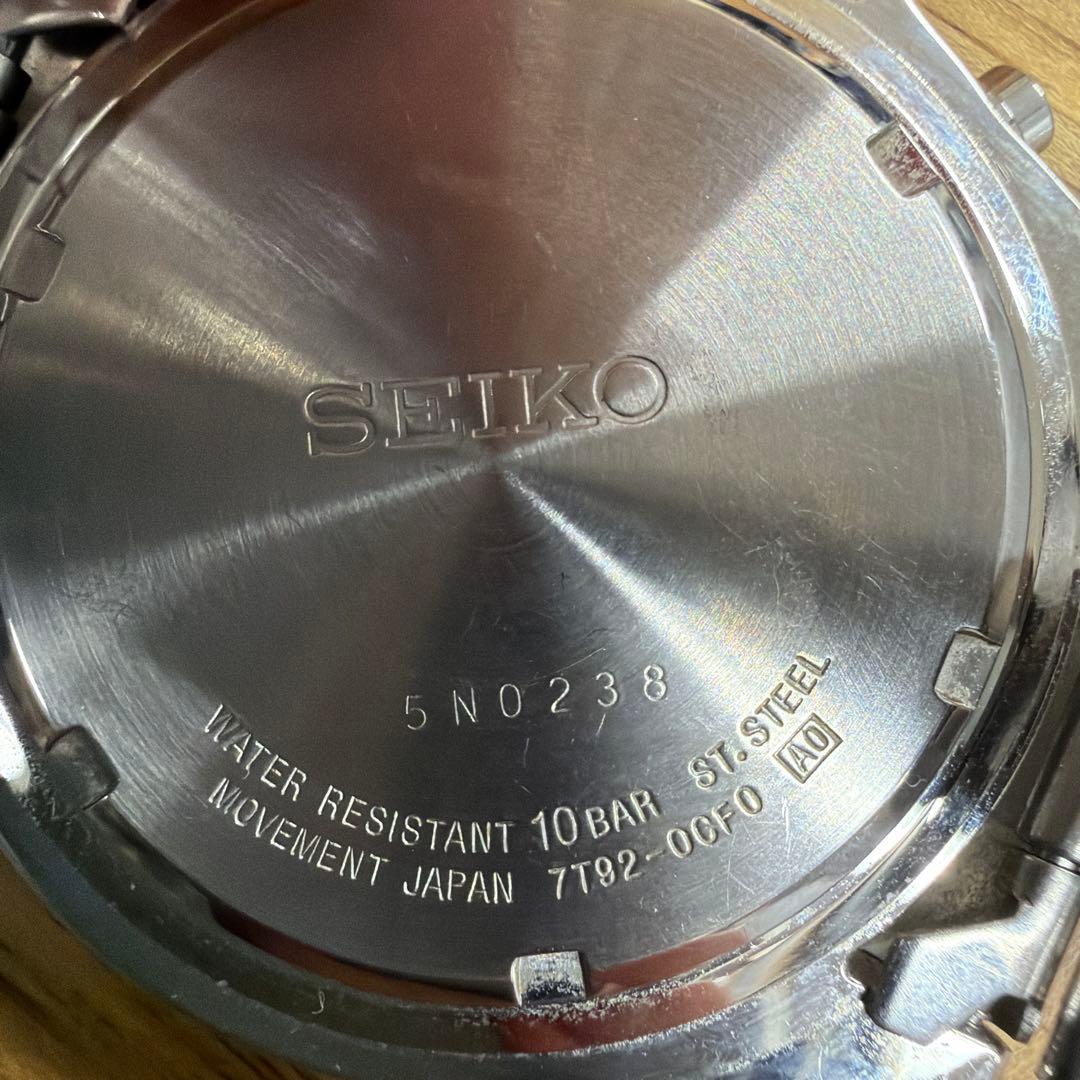 SEIKO
5N0238
WATER RESISTANT 10BAR ST.STEEL
MOVEMENT JAPAN 7T92-0CF0 A0